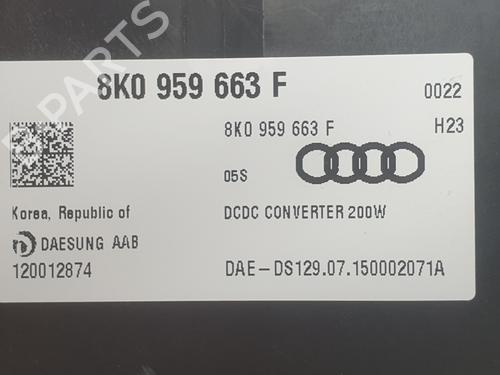 8K0 959 663 F
0022
8K0 959 663 F
H23
05S
Korea, Republic of
DCDC CONVERTER 200W
DAESUNG AAB
120012874
DAE-DS129.07.150002071A
PARTS